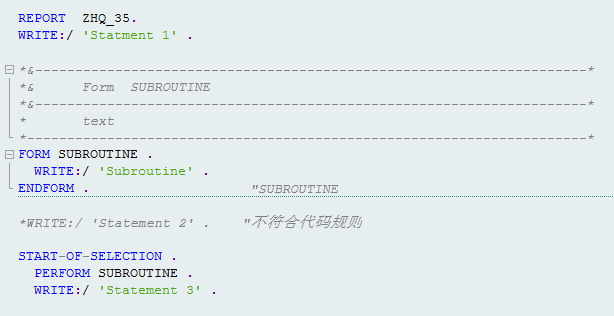 REPORT  ZHQ_35.
WRITE:/ 'Statment 1' .
*&---------------------------------------------------------------------*
*&      Form  SUBROUTINE
*&---------------------------------------------------------------------*
*       text
*----------------------------------------------------------------------*
FORM SUBROUTINE .
  WRITE:/ 'Subroutine' .
ENDFORM .                    "SUBROUTINE
*WRITE:/ 'Statement 2' .    "不符合代码规则
START-OF-SELECTION .
  PERFORM SUBROUTINE .
  WRITE:/ 'Statement 3' .